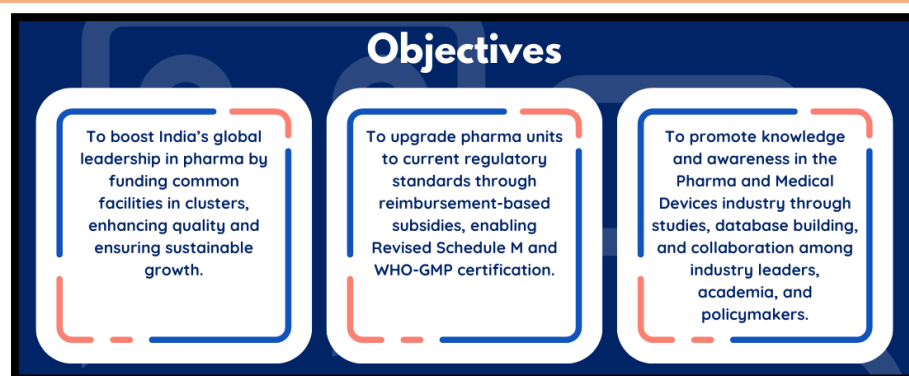 Objectives
To boost India's global
leadership in pharma by
funding common
facilities in clusters,
enhancing quality and
ensuring sustainable
growth.
To upgrade pharma units
to current regulatory
standards through
reimbursement-based
subsidies, enabling
Revised Schedule M and
WHO-GMP certification.
To promote knowledge
and awareness in the
Pharma and Medical
Devices industry through
studies, database building,
and collaboration among
industry leaders,
academia, and
policymakers.